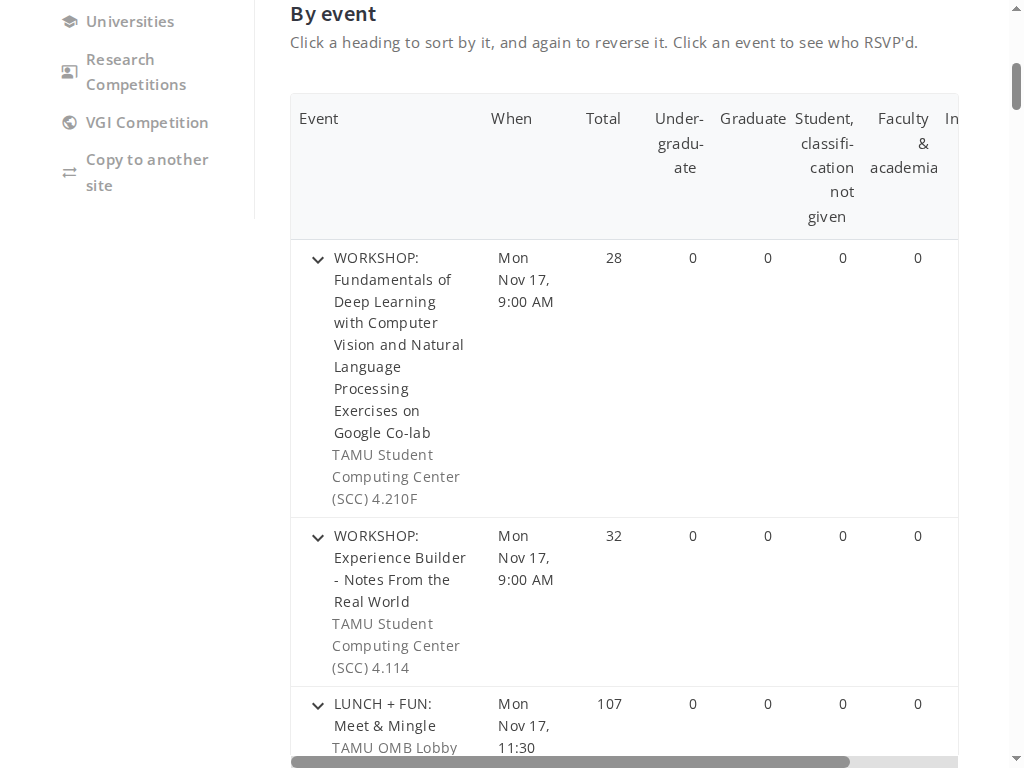 Universities
Research
Competitions
VGI Competition
Copy to another
site
By event
Click a heading to sort by it, and again to reverse it. Click an event to see who RSVP'd.
Event When Total Under- Graduate Student, Faculty In
gradu- classifi- &
ate cation academia
not
given
WORKSHOP: Mon 28 0 0 0 0
Fundamentals of Nov 17,
Deep Learning 9:00 AM
with Computer
Vision and Natural
Language
Processing
Exercises on
Google Co-lab
TAMU Student
Computing Center
(SCC) 4.210F
WORKSHOP: Mon 32 0 0 0 0
Experience Builder Nov 17,
- Notes From the 9:00 AM
Real World
TAMU Student
Computing Center
(SCC) 4.114
LUNCH + FUN: Mon 107 0 0 0 0
Meet & Mingle Nov 17,
TAMU OMB Lobby 11:30